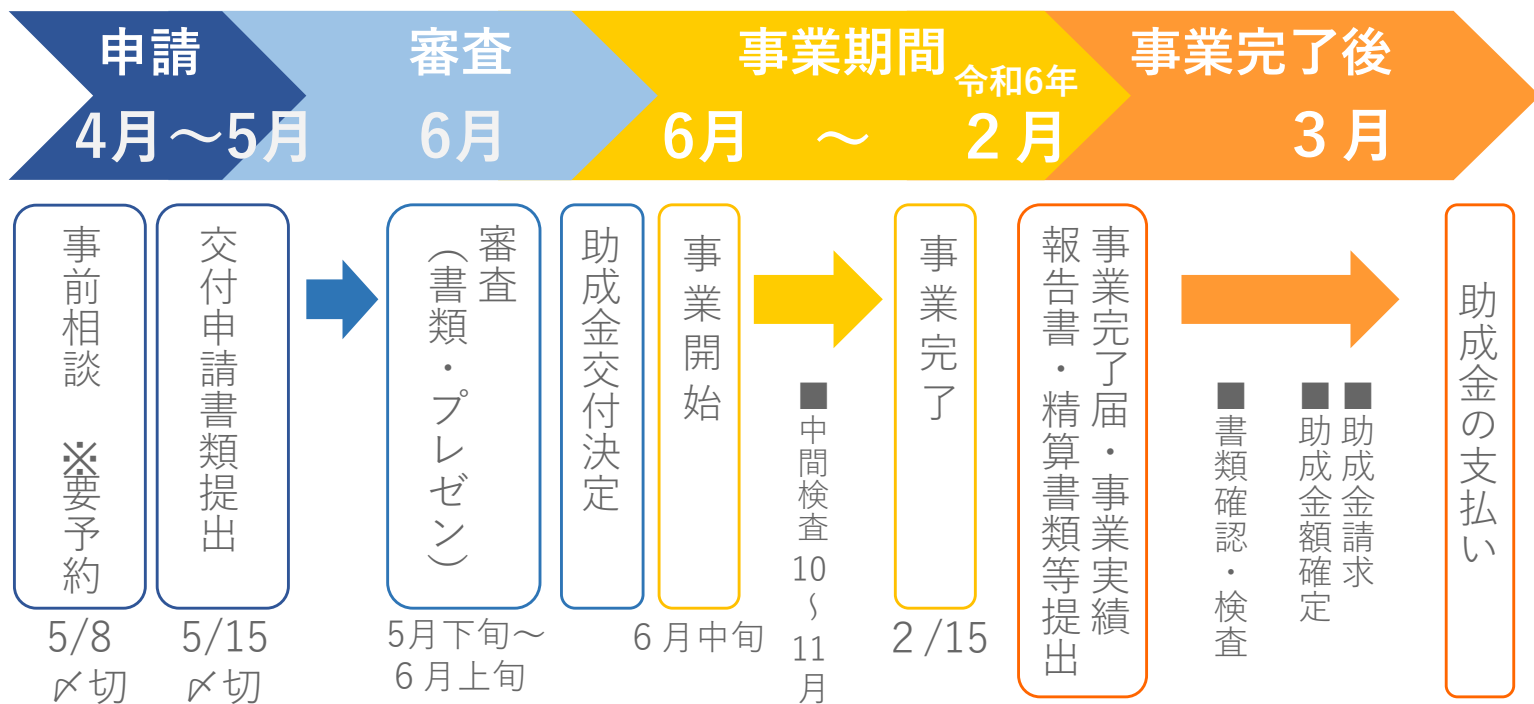 申請
4月～5月
審査
6月
事業期間
令和6年
6月 ～ 2月
事業完了後
3月
事前相談 ※要予約
5/8
〆切
交付申請書類提出
5/15
〆切
審査
（書類・プレゼン）
5月下旬～
6月上旬
助成金交付決定
事業開始
6月中旬
■中間検査10～11月
事業完了
2/15
事業完了届・事業実績
報告書・精算書類等提出
■書類確認・検査
■助成金額確定
■助成金請求
助成金の支払い